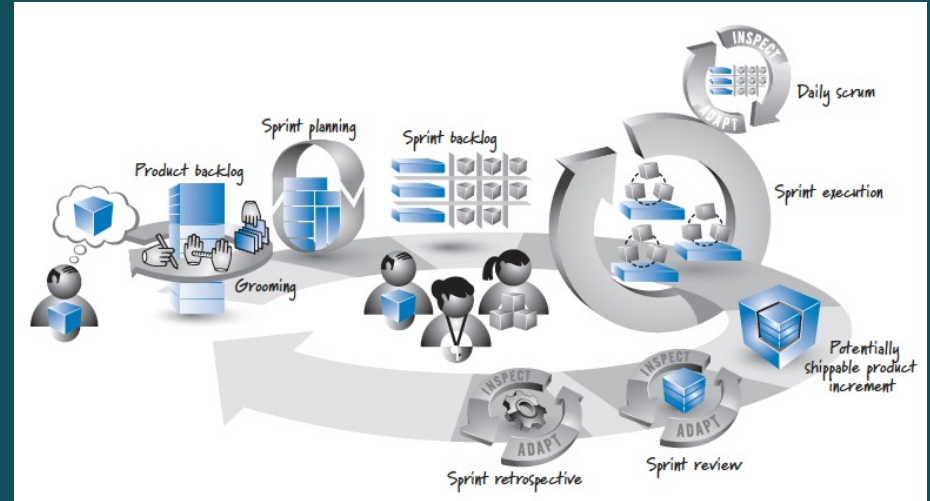 INSPECT
ADAPT
Daily scrum
Sprint planning
Sprint backlog
Product backlog
Sprint execution
Grooming
Potentially
shippable product
increment
INSPECT
ADAPT
Sprint review
INSPECT
ADAPT
Sprint retrospective